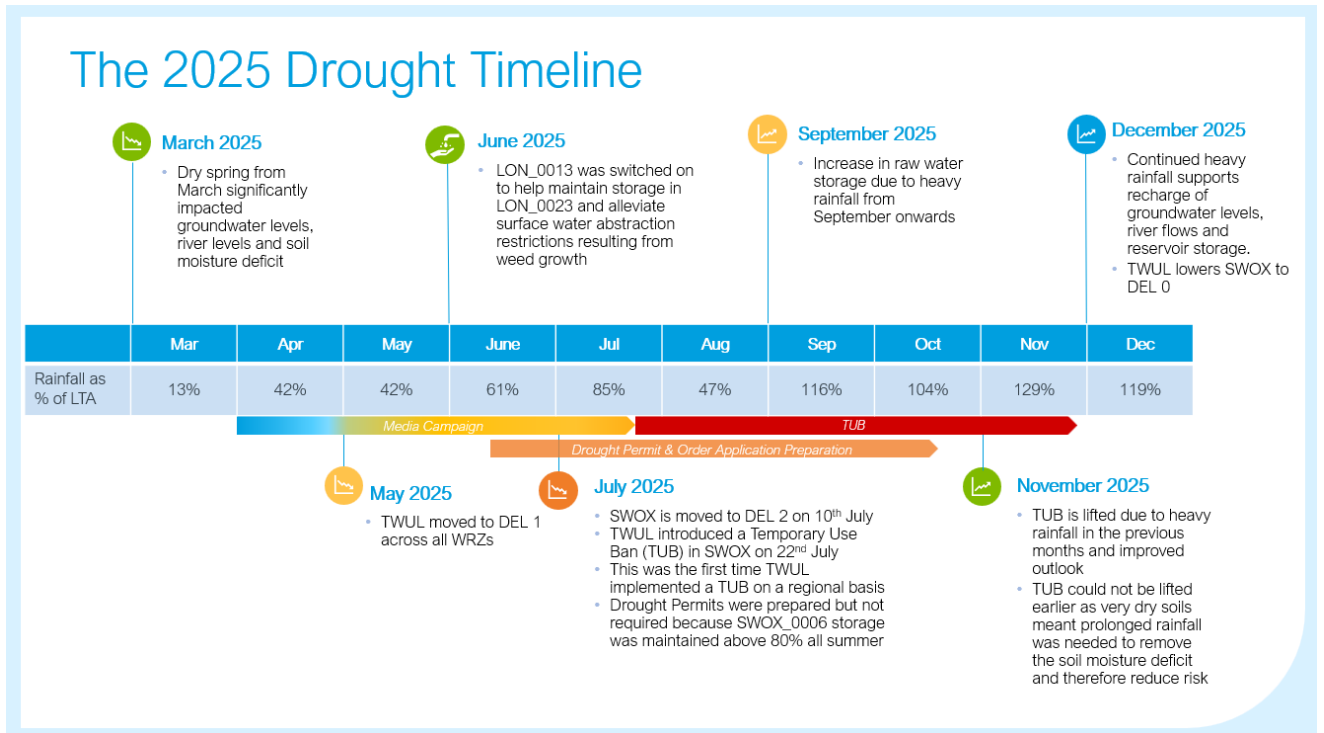 The 2025 Drought Timeline
March 2025
• Dry spring from
March significantly
impacted
groundwater levels,
river levels and soil
moisture deficit
June 2025
• LON_0013 was switched on
to help maintain storage in
LON_0023 and alleviate
surface water abstraction
restrictions resulting from
weed growth
September 2025
• Increase in raw water
storage due to heavy
rainfall from
September onwards
December 2025
• Continued heavy
rainfall supports
recharge of
groundwater levels,
river flows and
reservoir storage.
• TWUL lowers SWOX to
DEL 0
Mar Apr May June Jul Aug Sep Oct Nov Dec
Rainfall as
% of LTA
13% 42% 42% 61% 85% 47% 116% 104% 129% 119%
Media Campaign
TUB
Drought Permit & Order Application Preparation
May 2025
• TWUL moved to DEL 1
across all WRZs
July 2025
• SWOX is moved to DEL 2 on 10th July
• TWUL introduced a Temporary Use
Ban (TUB) in SWOX on 22nd July
• This was the first time TWUL
implemented a TUB on a regional basis
• Drought Permits were prepared but not
required because SWOX_0006 storage
was maintained above 80% all summer
November 2025
• TUB is lifted due to heavy
rainfall in the previous
months and improved
outlook
• TUB could not be lifted
earlier as very dry soils
meant prolonged rainfall
was needed to remove
the soil moisture deficit
and therefore reduce risk